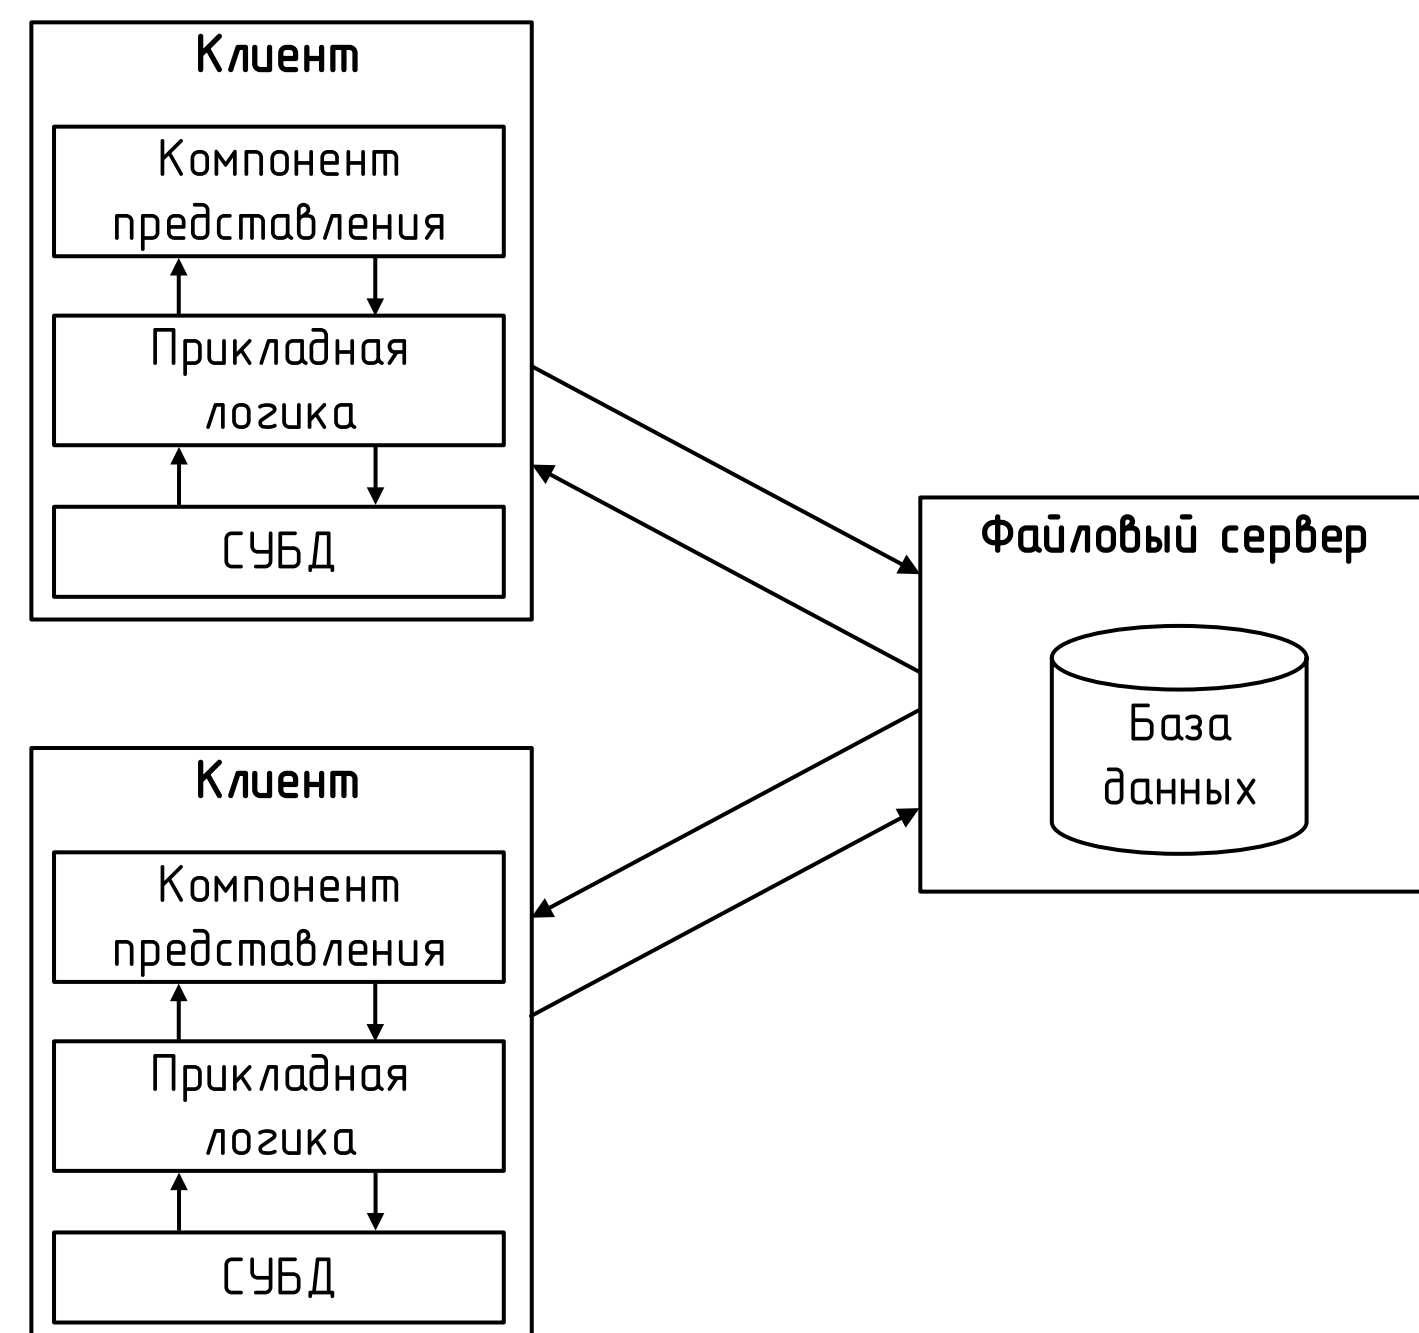 Клиент
Компонент
представления
Прикладная
логика
СУБД
Файловый сервер
База
данных
Клиент
Компонент
представления
Прикладная
логика
СУБД